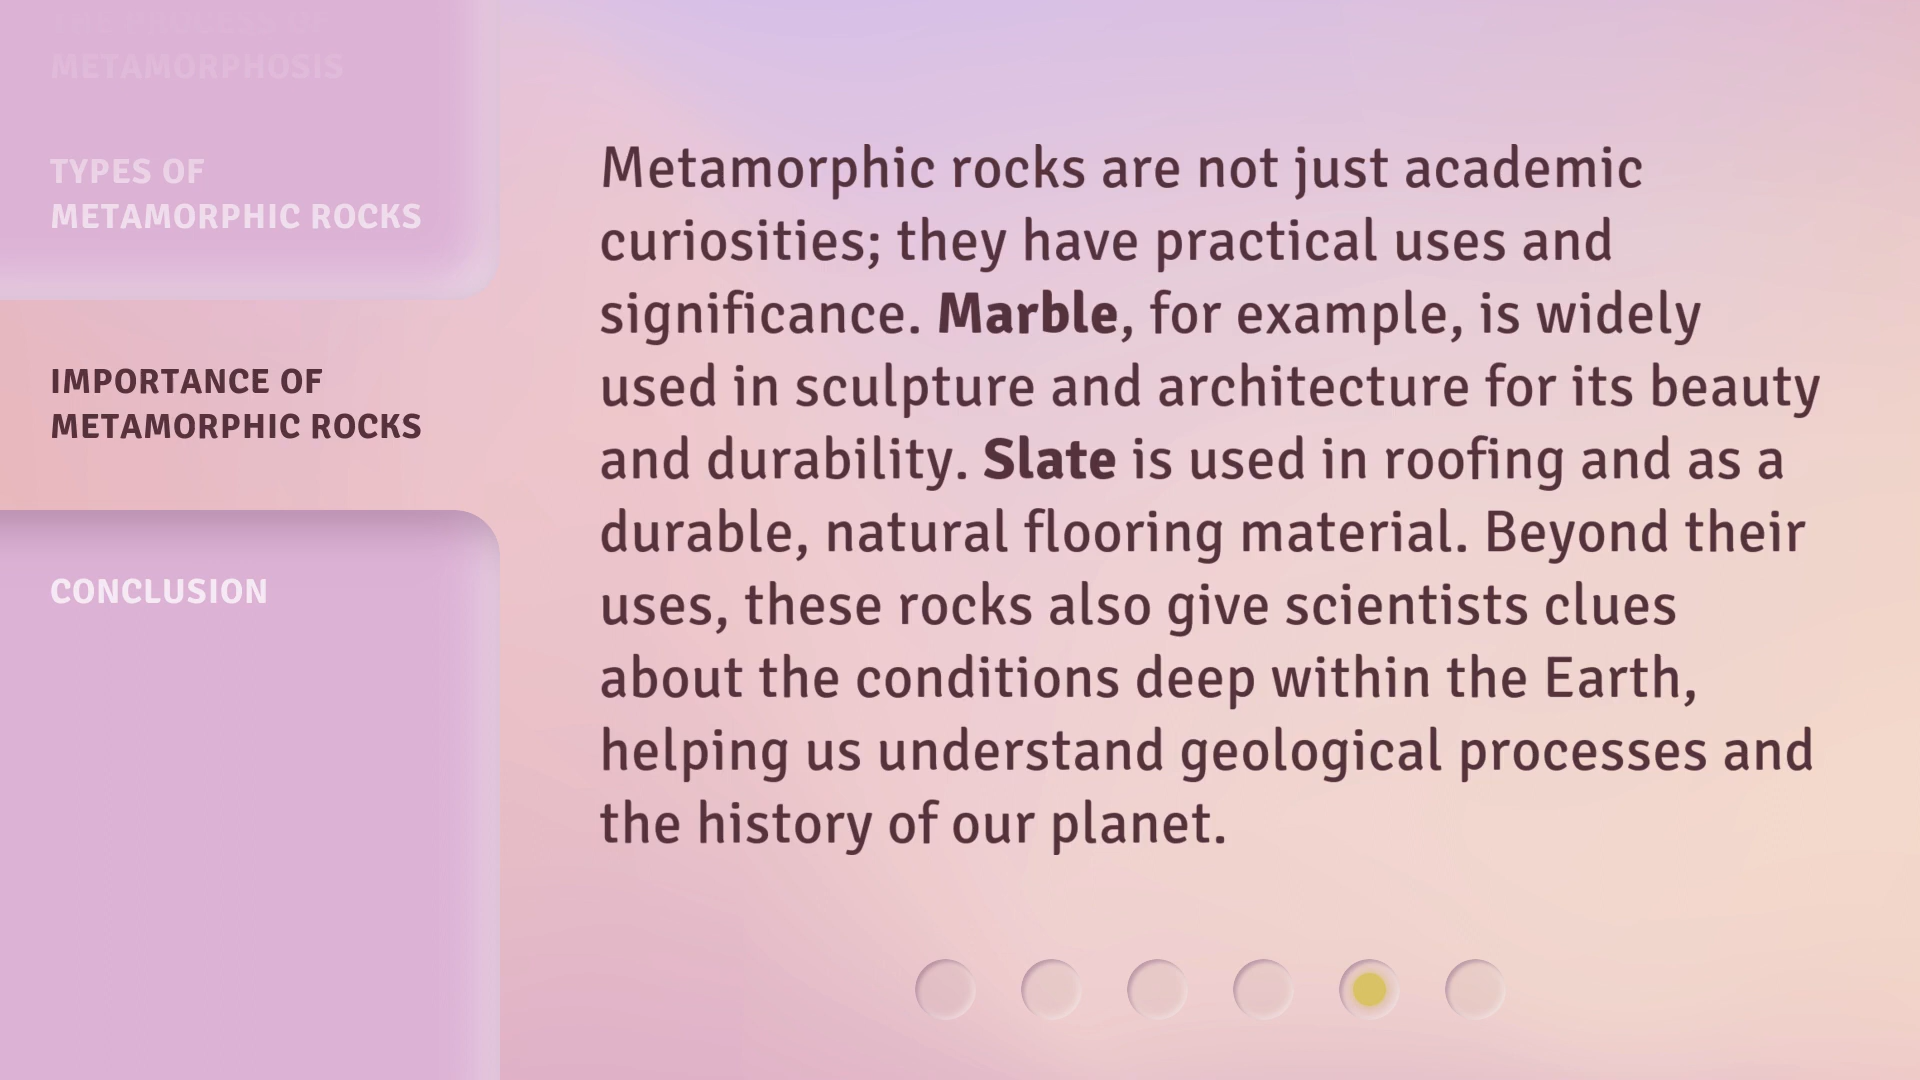 METAMORPHOSIS
TYPES OF
METAMORPHIC ROCKS
IMPORTANCE OF
METAMORPHIC ROCKS
CONCLUSION
Metamorphic rocks are not just academic
curiosities; they have practical uses and
significance. Marble, for example, is widely
used in sculpture and architecture for its beauty
and durability. Slate is used in roofing and as a
durable, natural flooring material. Beyond their
uses, these rocks also give scientists clues
about the conditions deep within the Earth,
helping us understand geological processes and
the history of our planet.